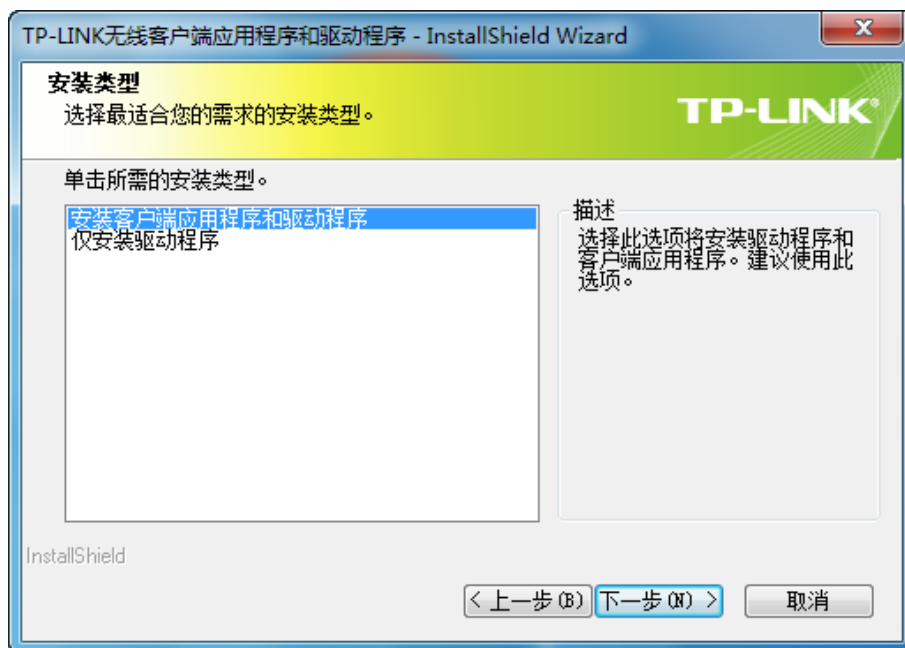 TP-LINK无线客户端应用程序和驱动程序 - InstallShield Wizard
安装类型
选择最适合您的需求的安装类型。
TP-LINK®
单击所需的安装类型。
安装客户端应用程序和驱动程序
仅安装驱动程序
描述
选择此选项将安装驱动程序和
客户端应用程序。建议使用此
选项。
InstallShield
< 上一步(B)
下一步(N) >
取消